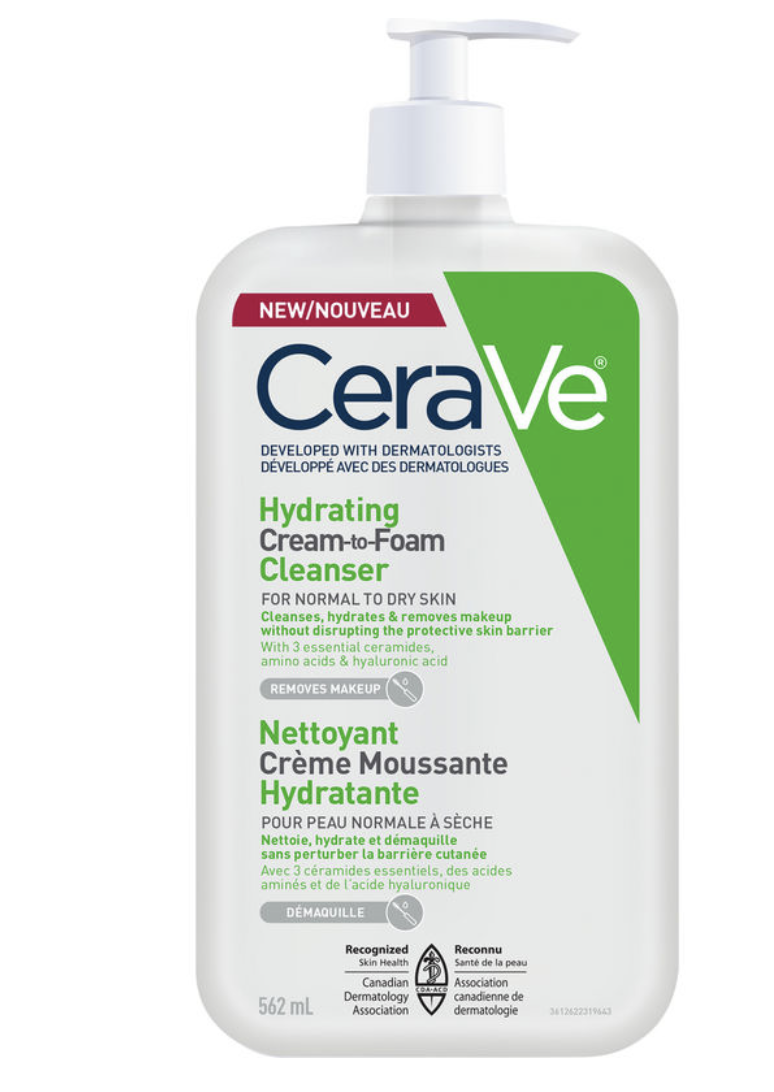 NEW/NOUVEAU
CeraVe®
DEVELOPED WITH DERMATOLOGISTS
DÉVELOPPÉ AVEC DES DERMATOLOGUES
Hydrating
Cream-to-Foam
Cleanser
FOR NORMAL TO DRY SKIN
Cleanses, hydrates & removes makeup
without disrupting the protective skin barrier
With 3 essential ceramides,
amino acids & hyaluronic acid
REMOVES MAKEUP
Nettoyant
Crème Moussante
Hydratante
POUR PEAU NORMALE À SÈCHE
Nettoie, hydrate et démaquille
sans perturber la barrière cutanée
Avec 3 céramides essentiels, des acides
aminés et de l'acide hyaluronique
DÉMAQUILLE
Recognized
Skin Health
Canadian
Dermatology
Association
CDA-ACD
Reconnu
Santé de la peau
Association
canadienne de
dermatologie
562 mL
3612622319643